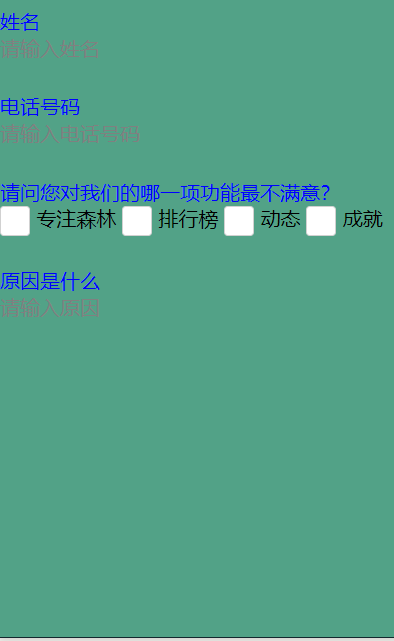 姓名
请输入姓名
电话号码
请输入电话号码
请问您对我们的哪一项功能最不满意？
专注森林 排行榜 动态 成就
原因是什么
请输入原因